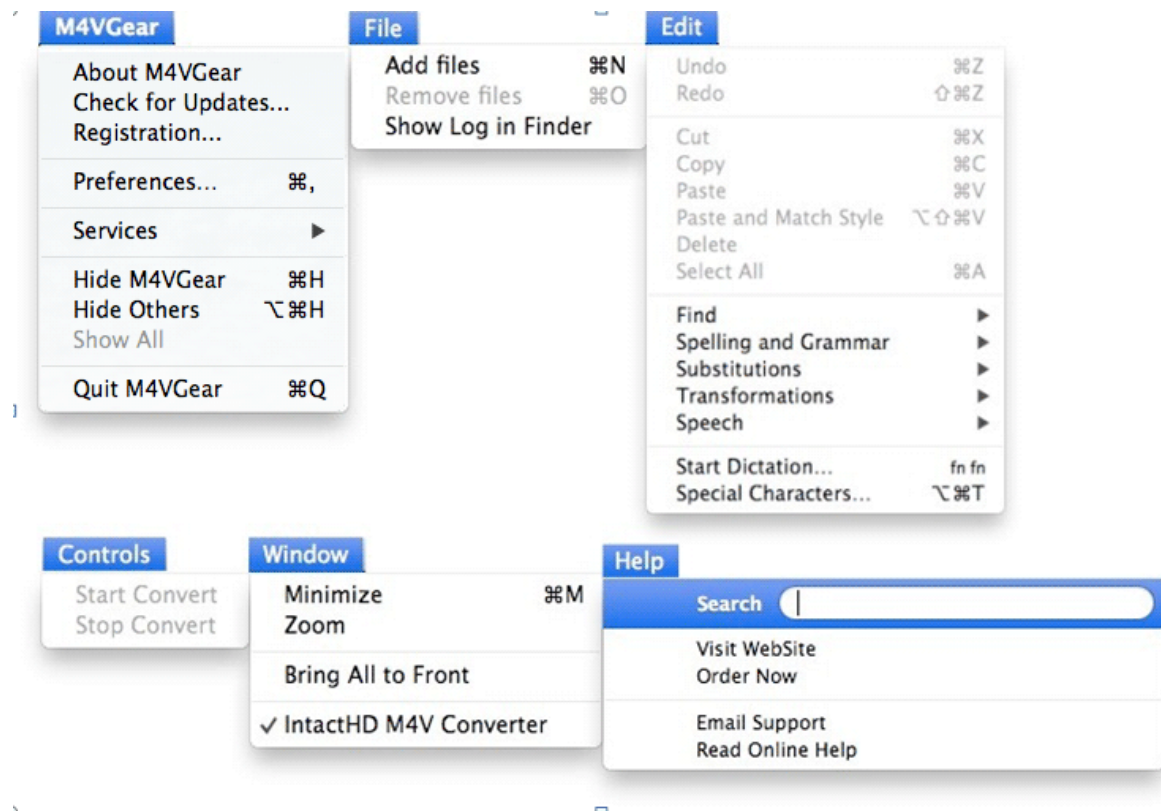 M4VGear
About M4VGear
Check for Updates...
Registration...
Preferences... ⌘,
Services ▶
Hide M4VGear ⌘H
Hide Others ⌥⌘H
Show All
Quit M4VGear ⌘Q
File
Add files ⌘N
Remove files ⌘O
Show Log in Finder
Edit
Undo ⌘Z
Redo ⇧⌘Z
Cut ⌘X
Copy ⌘C
Paste ⌘V
Paste and Match Style ⌥⇧⌘V
Delete
Select All ⌘A
Find ▶
Spelling and Grammar ▶
Substitutions ▶
Transformations ▶
Speech ▶
Start Dictation... fn fn
Special Characters... ⌥⌘T
Controls
Start Convert
Stop Convert
Window
Minimize ⌘M
Zoom
Bring All to Front
✓ IntactHD M4V Converter
Help
Search
Visit WebSite
Order Now
Email Support
Read Online Help